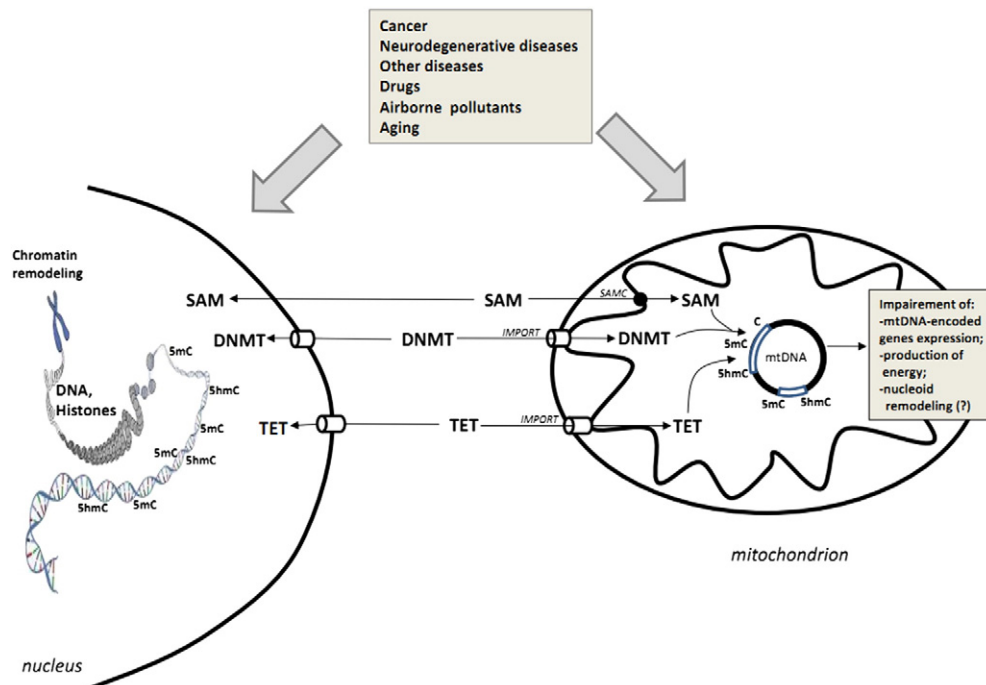 Cancer
Neurodegenerative diseases
Other diseases
Drugs
Airborne pollutants
Aging
Chromatin
remodeling
DNA,
Histones
5mC
5hmC
5mC
5mC
5hmC
5hmC
5mC
nucleus
SAM
SAM
SAMC
SAM
DNMT
DNMT
IMPORT
DNMT
TET
TET
IMPORT
TET
C
5mC
5hmC
mtDNA
5mC
5hmC
mitochondrion
Impairement of:
-mtDNA-encoded
genes expression;
-production of
energy;
-nucleoid
remodeling (?)